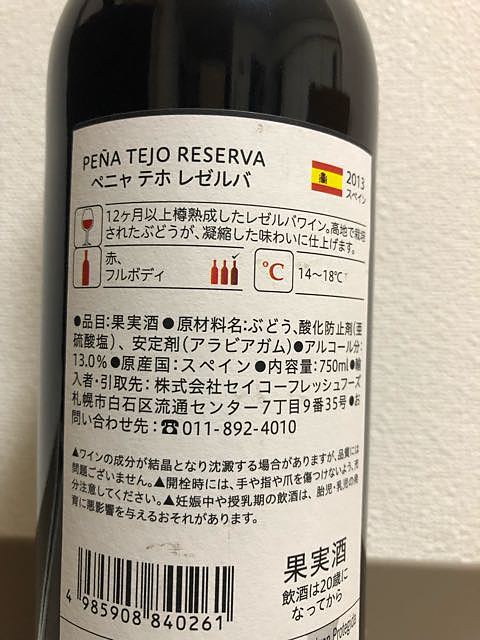 PEÑA TEJO RESERVA
ペニャ テホ レゼルバ
2013
スペイン
12ヶ月以上樽熟成したレゼルバワイン。高地で栽培
されたぶどうが、凝縮した味わいに仕上げます。
赤、
フルボディ
℃
14〜18℃
●品目:果実酒●原材料名:ぶどう、酸化防止剤(亜
硫酸塩)、安定剤(アラビアガム)●アルコール分:
13.0%●原産国:スペイン●内容量:750ml●輸
入者・引取先:株式会社セイコーフレッシュフーズ
札幌市白石区流通センター7丁目9番35号●お
問い合わせ先:☎011-892-4010
▲ワインの成分が結晶となり沈澱する場合がありますが、品質には
問題ございません。▲開栓時には、手や指や爪を傷つけないよう、充
分注意してください。▲妊娠中や授乳期の飲酒は、胎児・乳児の発
育に悪影響を与えるおそれがあります。
果実酒
飲酒は20歳に
なってから
4 985908 840261
Protegida